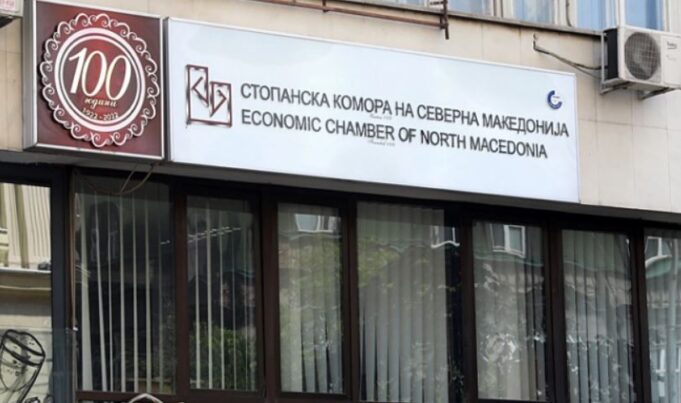 100
години
1922 - 2022
СТОПАНСКА КОМОРА НА СЕВЕРНА МАКЕДОНИЈА
ECONOMIC CHAMBER OF NORTH MACEDONIA